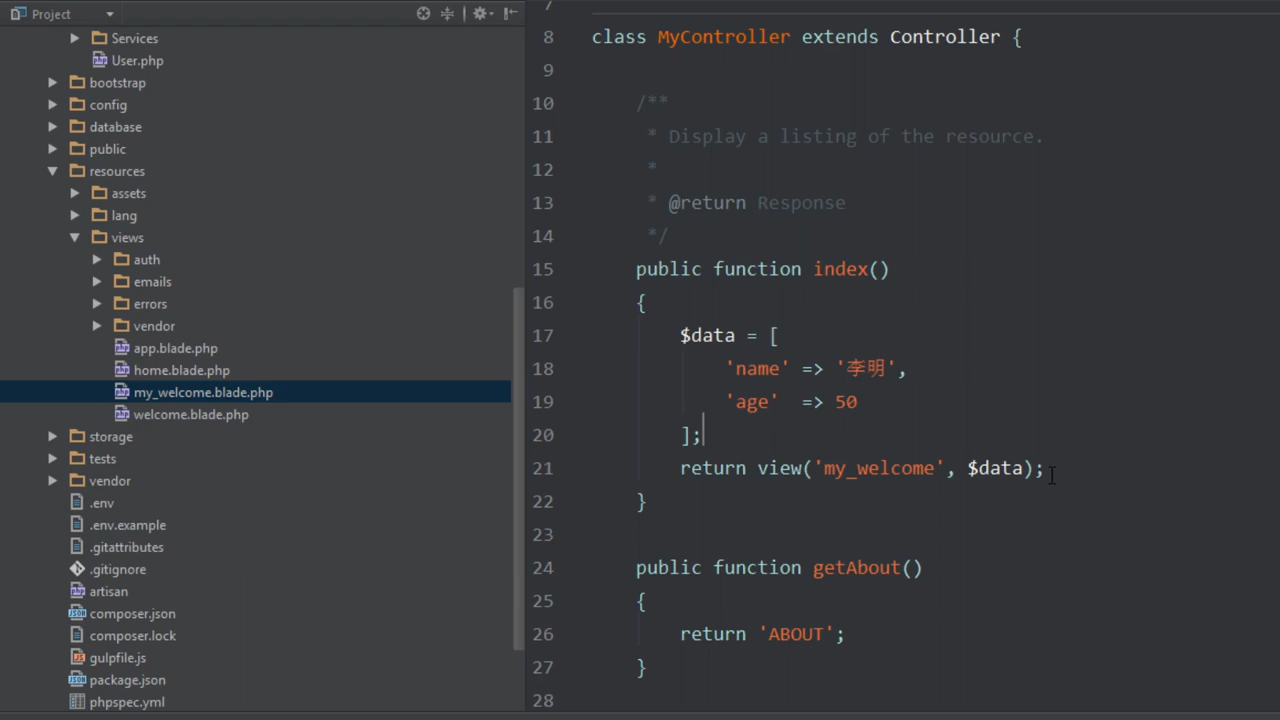 Project
Services
User.php
bootstrap
config
database
public
resources
assets
lang
views
auth
emails
errors
vendor
app.blade.php
home.blade.php
my_welcome.blade.php
welcome.blade.php
storage
tests
vendor
.env
.env.example
.gitattributes
.gitignore
artisan
composer.json
composer.lock
gulpfile.js
package.json
phpspec.yml
7
8 class MyController extends Controller {
9
10 /**
11 * Display a listing of the resource.
12 *
13 * @return Response
14 */
15 public function index()
16 {
17 $data = [
18 'name' => '李明',
19 'age' => 50
20 ];
21 return view('my_welcome', $data);
22 }
23
24 public function getAbout()
25 {
26 return 'ABOUT';
27 }
28